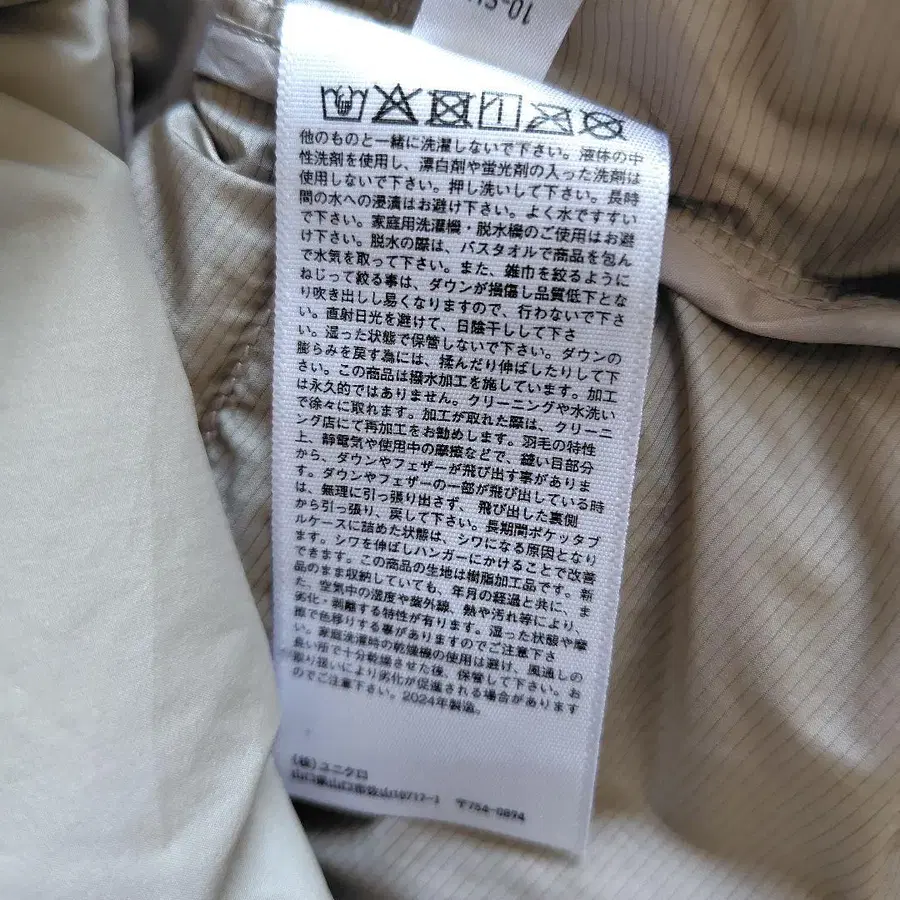 10-S
他のものと一緒に洗濯しないで下さい。液体の中
性洗剤を使用し、漂白剤や蛍光剤の入った洗剤は
使用しないで下さい。押し洗いして下さい。長時
間の水への浸漬はお避け下さい。よく水ですすい
で下さい。家庭用洗濯機・脱水機のご使用はお避
け下さい。脱水の際は、バスタオルで商品を包ん
で水気を取って下さい。また、雑巾を絞るように
ねじって絞る事は、ダウンが損傷し品質低下とな
り吹き出しし易くなりますので、行わないで下さ
い。直射日光を避けて、日陰干しして下さ
い。湿った状態で保管しないで下さい。ダウンの
膨らみを戻す為には、揉んだり伸ばしたりして下
さい。この商品は撥水加工を施しています。加工
は永久的ではありません。クリーニングや水洗い
で徐々に取れます。加工が取れた際は、クリーニ
ング店にて再加工をお勧めします。羽毛の特性
上、静電気や使用中の摩擦などで、縫い目部分
から、ダウンやフェザーが飛び出す事がありま
す。ダウンやフェザーの一部が飛び出している時
は、無理に引っ張り出さず、飛び出した裏側
から引っ張り、戻して下さい。長期間ポケッタブ
ルケースに詰めた状態は、シワになる原因となり
ます。シワを伸ばしハンガーにかけることで改善
できます。この商品の生地は樹脂加工品です。新
品のまま収納していても、年月の経過と共に、ま
た、空気中の湿度や紫外線、熱や汚れ等により、
劣化・剥離する特性が有ります。湿った状態や摩
擦で色移りする事がありますのでご注意下さ
い。家庭洗濯時の乾燥機の使用は避け、風通しの
良い所で十分乾燥させた後、保管して下さい。お
取り扱いにより劣化が促進される場合があります
のでご注意下さい。2024年製造。
(株)ユニクロ
山口県山口市佐山10717-1 〒754-0894